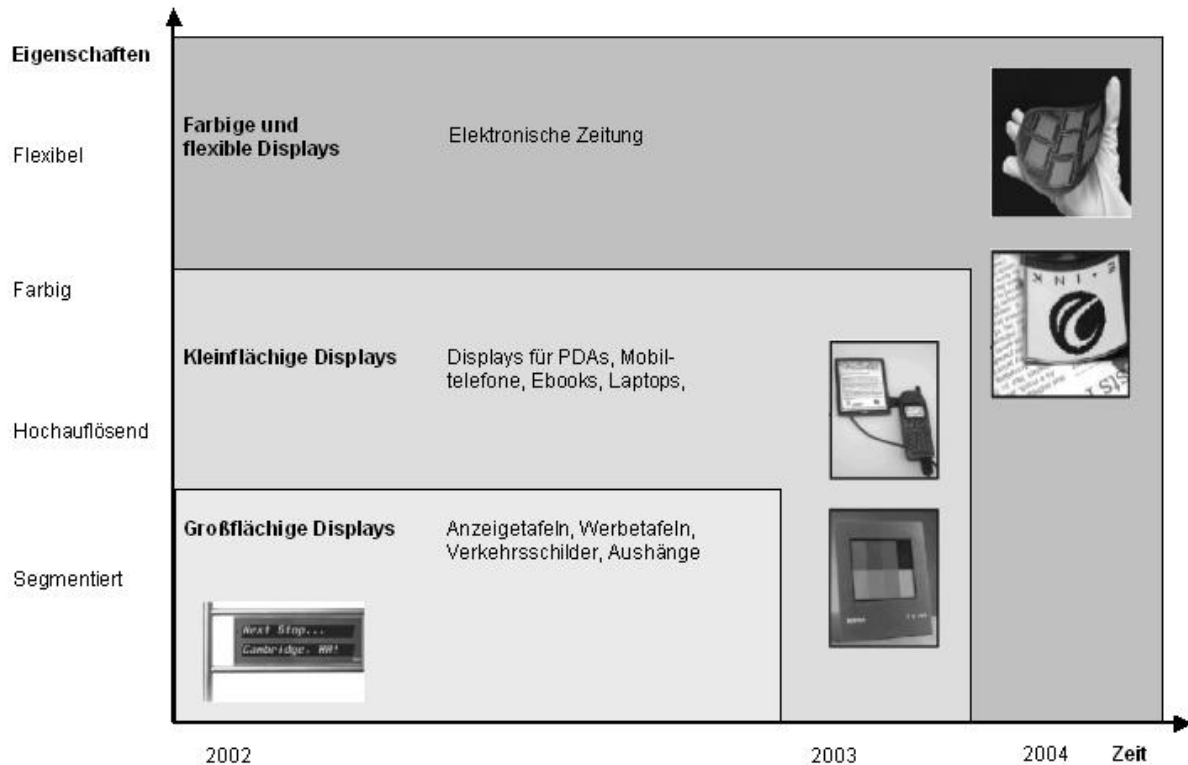 Eigenschaften
Flexibel
Farbig
Hochauflösend
Segmentiert
Farbige und
flexible Displays
Elektronische Zeitung
Kleinflächige Displays
Displays für PDAs, Mobil-
telefone, Ebooks, Laptops,
Großflächige Displays
Anzeigetafeln, Werbetafeln,
Verkehrsschilder, Aushänge
Next Stop...
Cambridge, MA!
E•INK
2002
2003
2004
Zeit